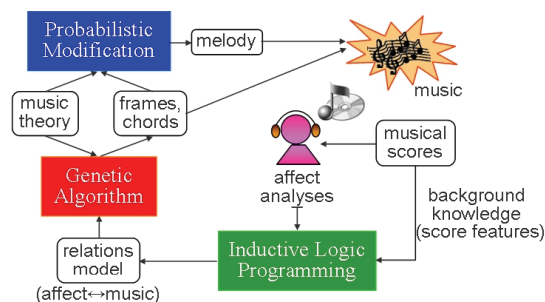 Probabilistic
Modification
melody
music
music
theory
frames,
chords
musical
scores
Genetic
Algorithm
affect
analyses
background
knowledge
(score features)
relations
model
(affect↔music)
Inductive Logic
Programming